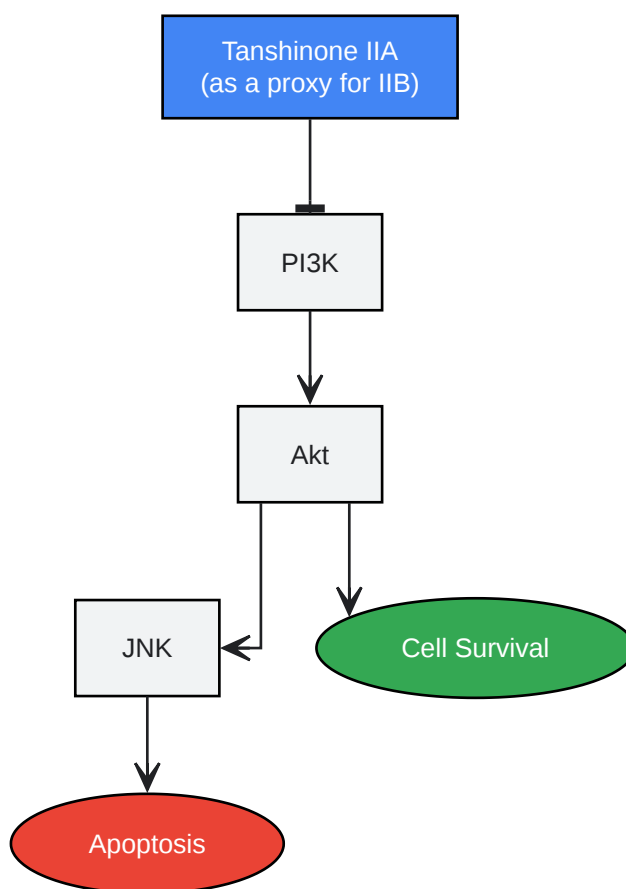 Tanshinone IIA
(as a proxy for IIB)
PI3K
Akt
JNK
Cell Survival
Apoptosis